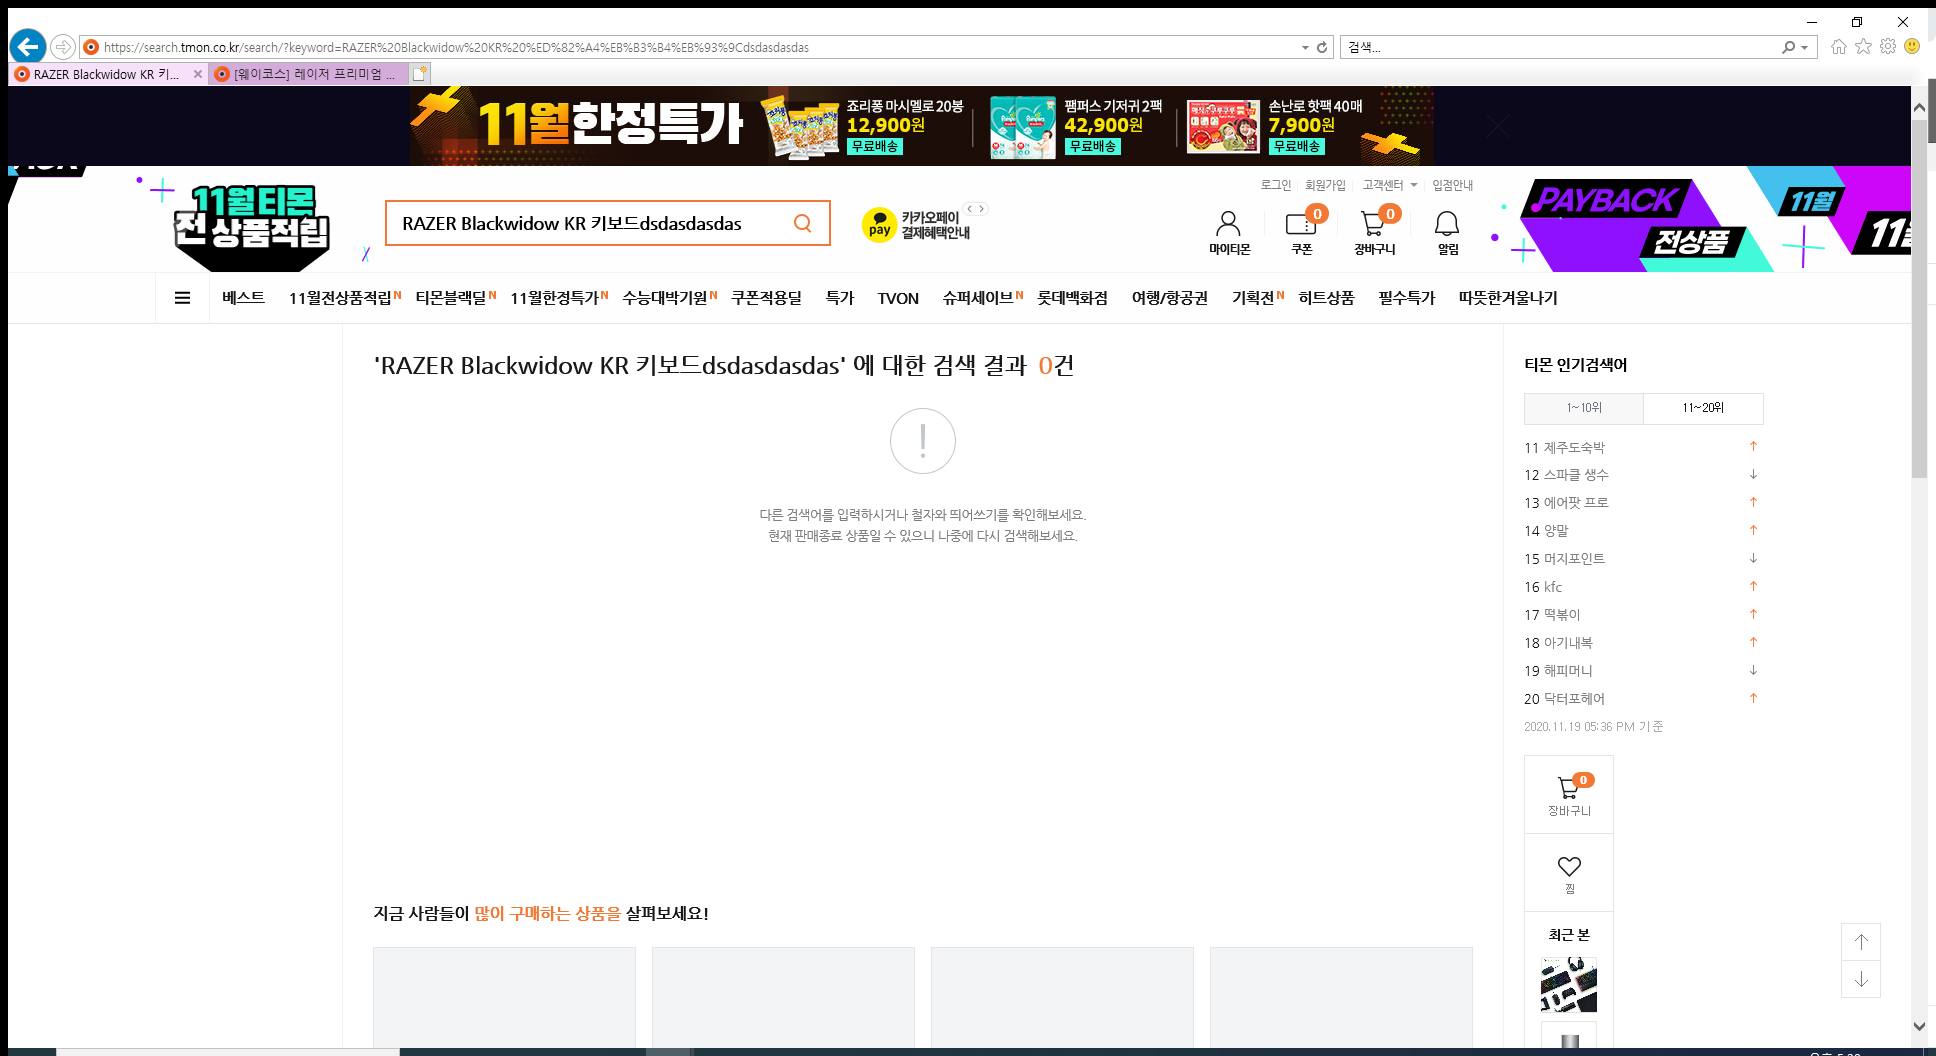 https://search.tmon.co.kr/search/?keyword=RAZER%20Blackwidow%20KR%20%ED%82%A4%EB%B3%B4%EB%93%9Cdsdasdasdas
검색...
RAZER Blackwidow KR 키...
[웨이코스] 레이저 프리미엄 ...
11월한정특가
죠리퐁 마시멜로 20봉
12,900원
무료배송
팸퍼스 기저귀 2팩
42,900원
무료배송
손난로 핫팩 40매
7,900원
무료배송
로그인
회원가입
고객센터
입점안내
11월티몬
전상품적립
RAZER Blackwidow KR 키보드dsdasdasdas
pay
카카오페이
결제혜택안내
마이티몬
0
쿠폰
0
장바구니
알림
PAYBACK
전상품
11월
베스트
11월전상품적립N
티몬블랙딜N
11월한정특가N
수능대박기원N
쿠폰적용딜
특가
TVON
슈퍼세이브N
롯데백화점
여행/항공권
기획전N
히트상품
필수특가
따뜻한겨울나기
'RAZER Blackwidow KR 키보드dsdasdasdas' 에 대한 검색 결과 0건
다른 검색어를 입력하시거나 철자와 띄어쓰기를 확인해보세요.
현재 판매종료 상품일 수 있으니 나중에 다시 검색해보세요.
티몬 인기검색어
1~10위
11~20위
11 제주도숙박
12 스파클 생수
13 에어팟 프로
14 양말
15 머지포인트
16 kfc
17 떡볶이
18 아기내복
19 해피머니
20 닥터포헤어
2020.11.19 05:36 PM 기준
0
장바구니
찜
최근 본
지금 사람들이 많이 구매하는 상품을 살펴보세요!